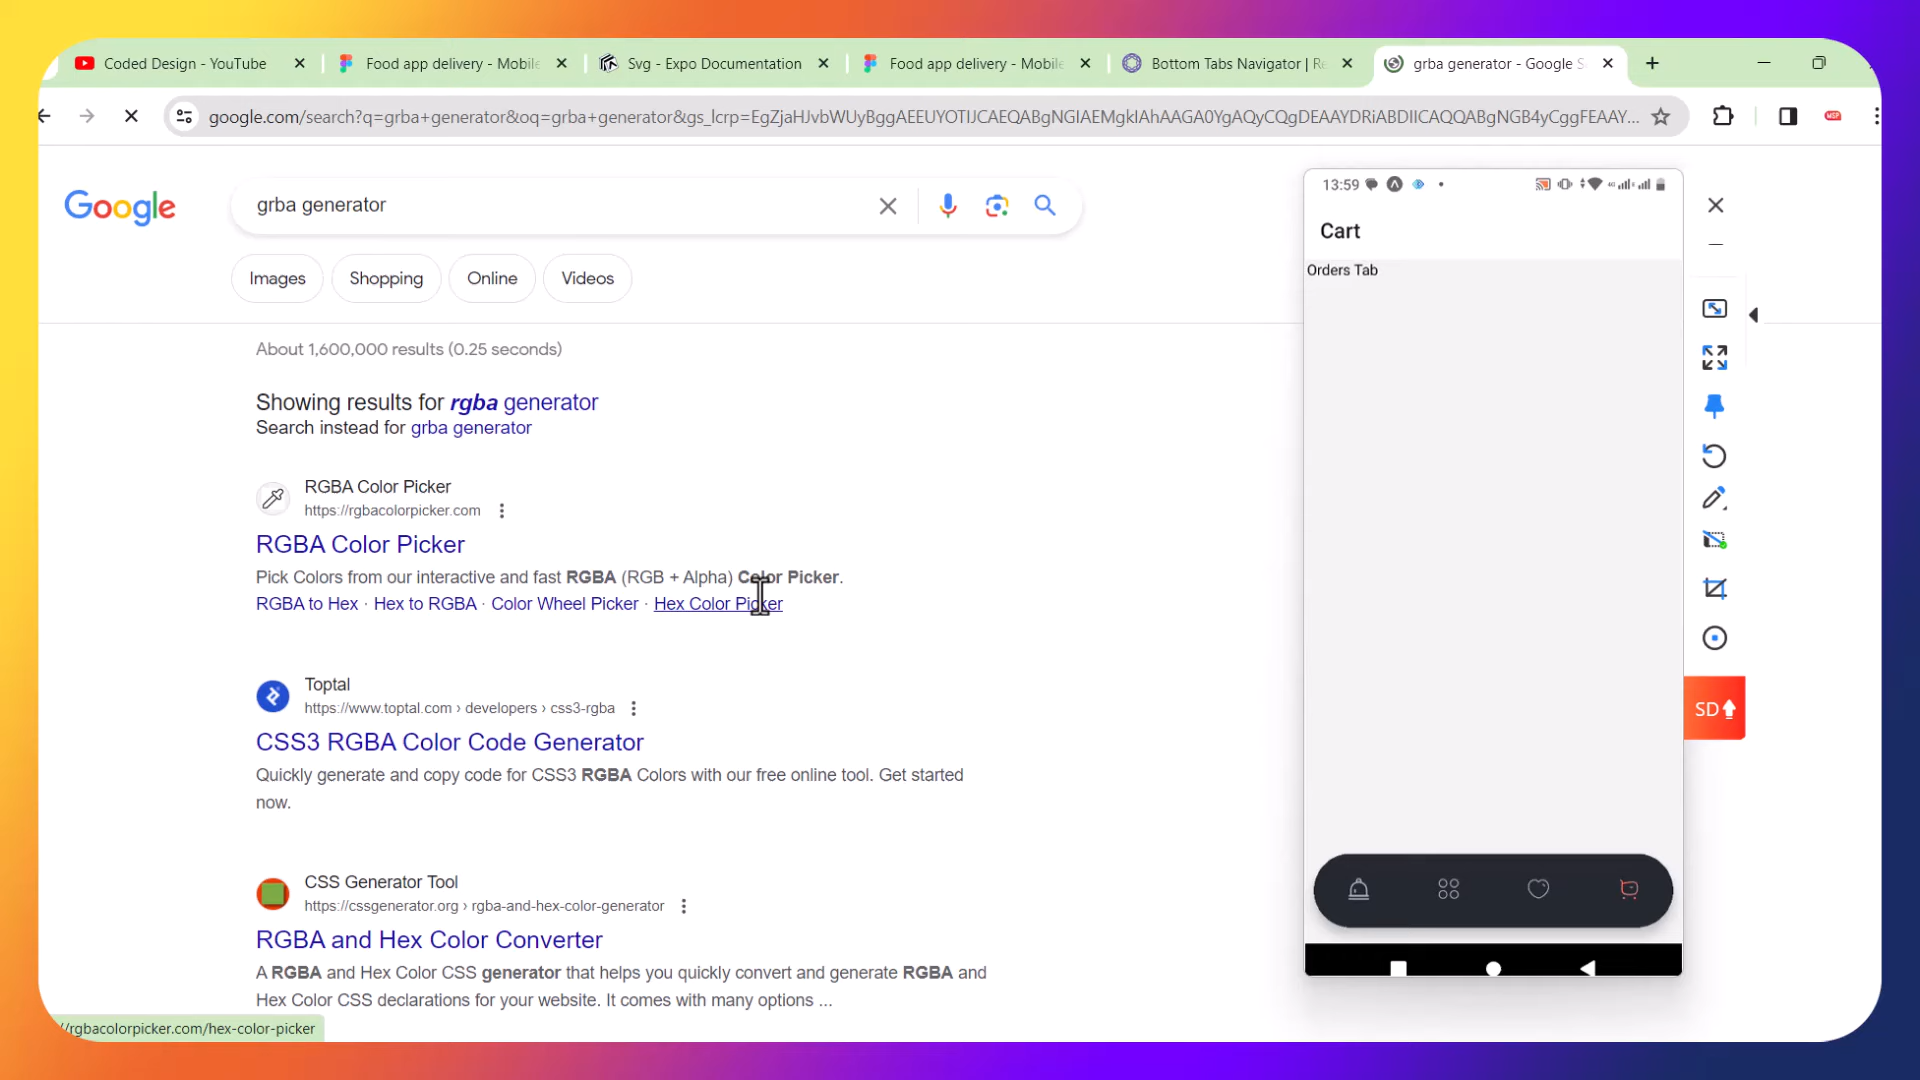 Coded Design - YouTube
Food app delivery - Mobile
Svg - Expo Documentation
Food app delivery - Mobile
Bottom Tabs Navigator | Re
grba generator - Google S
google.com/search?q=grba+generator&oq=grba+generator&gs_lcrp=EgZjaHJvbWUyBggAEEUYOTIJCAEQABgNGIAEMgkIAhAAGA0YgAQyCQgDEAAYDRiABDIICAQQABgNGB4yCggFEAAY...
Google
grba generator
Images
Shopping
Online
Videos
About 1,600,000 results (0.25 seconds)
Showing results for rgba generator
Search instead for grba generator
RGBA Color Picker
https://rgbacolorpicker.com
RGBA Color Picker
Pick Colors from our interactive and fast RGBA (RGB + Alpha) Color Picker.
RGBA to Hex · Hex to RGBA · Color Wheel Picker · Hex Color Picker
Toptal
https://www.toptal.com › developers › css3-rgba
CSS3 RGBA Color Code Generator
Quickly generate and copy code for CSS3 RGBA Colors with our free online tool. Get started
now.
CSS Generator Tool
https://cssgenerator.org › rgba-and-hex-color-generator
RGBA and Hex Color Converter
A RGBA and Hex Color CSS generator that helps you quickly convert and generate RGBA and
Hex Color CSS declarations for your website. It comes with many options ...
//rgbacolorpicker.com/hex-color-picker
13:59
Cart
Orders Tab
SD